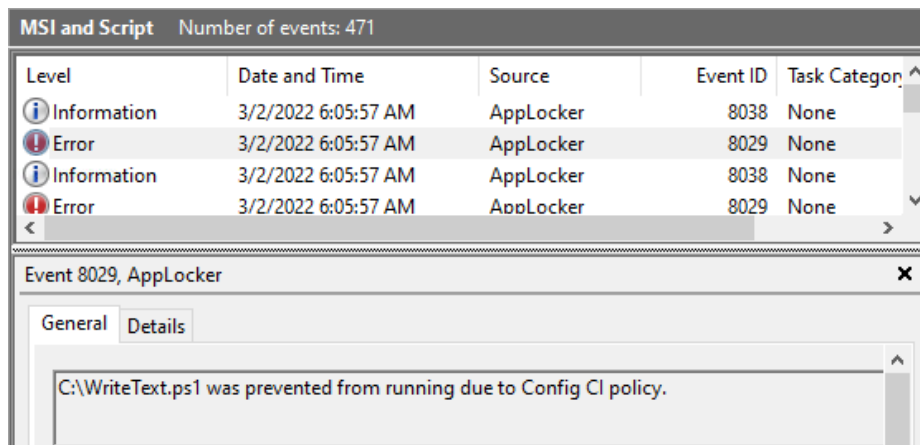 MSI and Script Number of events: 471
Level Date and Time Source Event ID Task Category
Information 3/2/2022 6:05:57 AM AppLocker 8038 None
Error 3/2/2022 6:05:57 AM AppLocker 8029 None
Information 3/2/2022 6:05:57 AM AppLocker 8038 None
Error 3/2/2022 6:05:57 AM AppLocker 8029 None
Event 8029, AppLocker
General Details
C:\WriteText.ps1 was prevented from running due to Config CI policy.